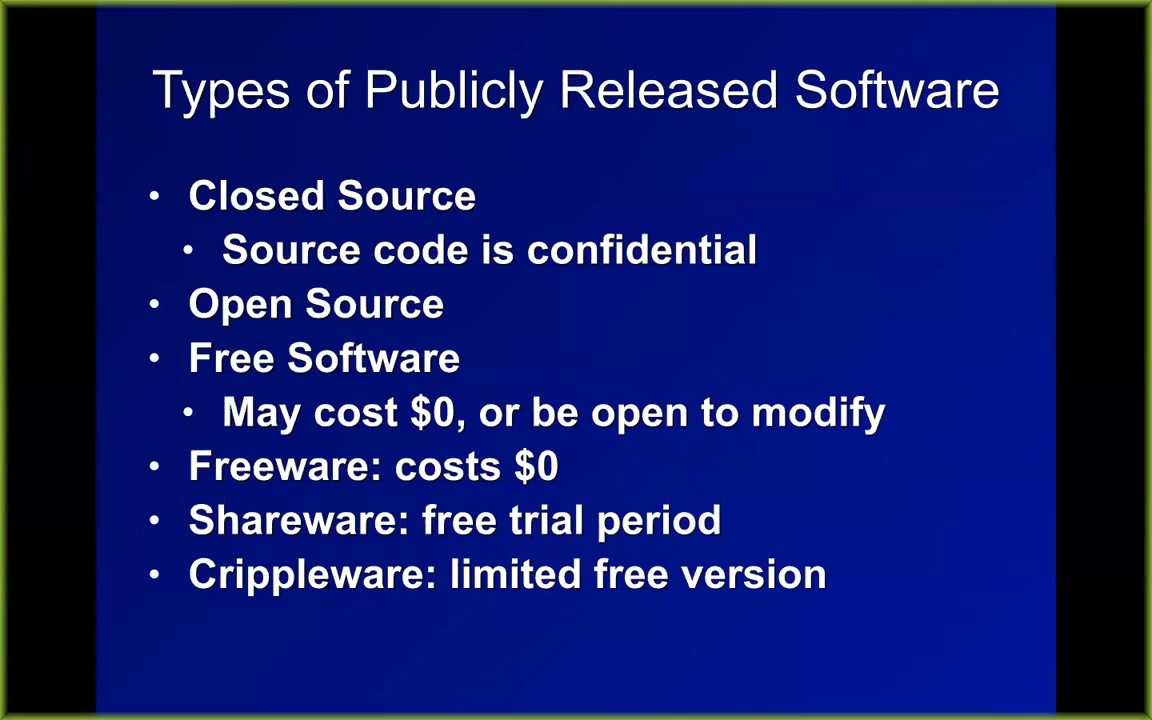 Types of Publicly Released Software
• Closed Source
• Source code is confidential
• Open Source
• Free Software
• May cost $0, or be open to modify
• Freeware: costs $0
• Shareware: free trial period
• Crippleware: limited free version